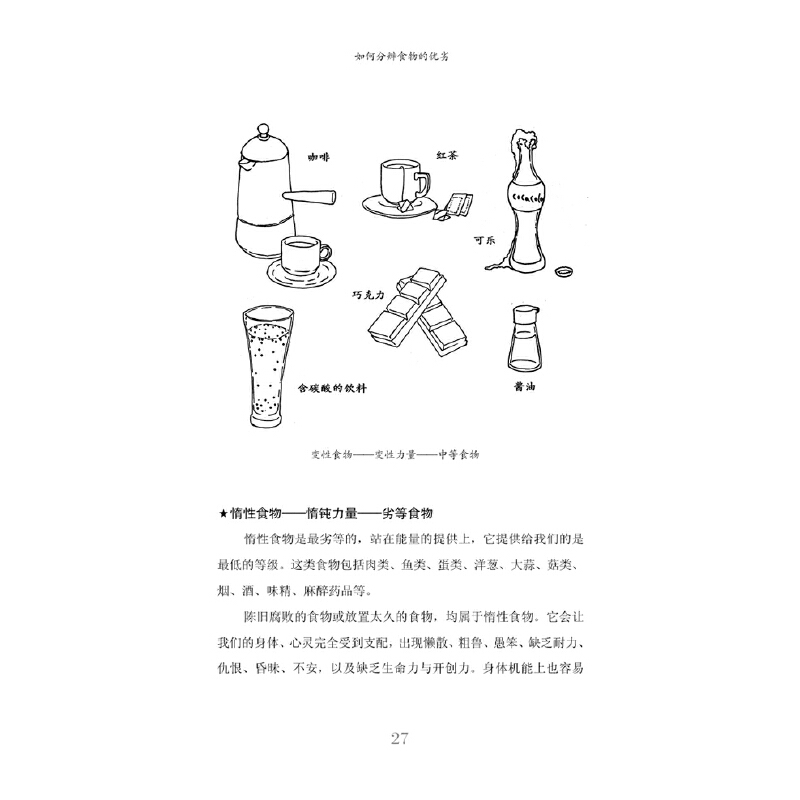 如何分辨食物的优劣
咖啡
红茶
cocacola
可乐
巧克力
含碳酸的饮料
酱油
变性食物——变性力量——中等食物
★惰性食物——惰钝力量——劣等食物
惰性食物是最劣等的，站在能量的提供上，它提供给我们的是
最低的等级。这类食物包括肉类、鱼类、蛋类、洋葱、大蒜、菇类、
烟、酒、味精、麻醉药品等。
陈旧腐败的食物或放置太久的食物，均属于惰性食物。它会让
我们的身体、心灵完全受到支配，出现懒散、粗鲁、愚笨、缺乏耐力、
仇恨、昏昧、不安，以及缺乏生命力与开创力。身体机能上也容易
27